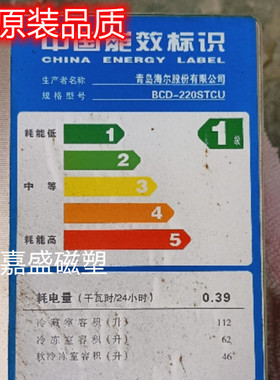 原装品质
中国能效标识
CHINA ENERGY LABEL
生产者名称 青岛海尔股份有限公司
规格型号 BCD-220STCU
耗能低 1 1级
2
中等 3
4
耗能高 5
嘉盛磁塑
耗电量（千瓦时/24小时） 0.39
冷藏室容积（升） 112
冷冻室容积（升） 62
软冷冻室容积（升） 46